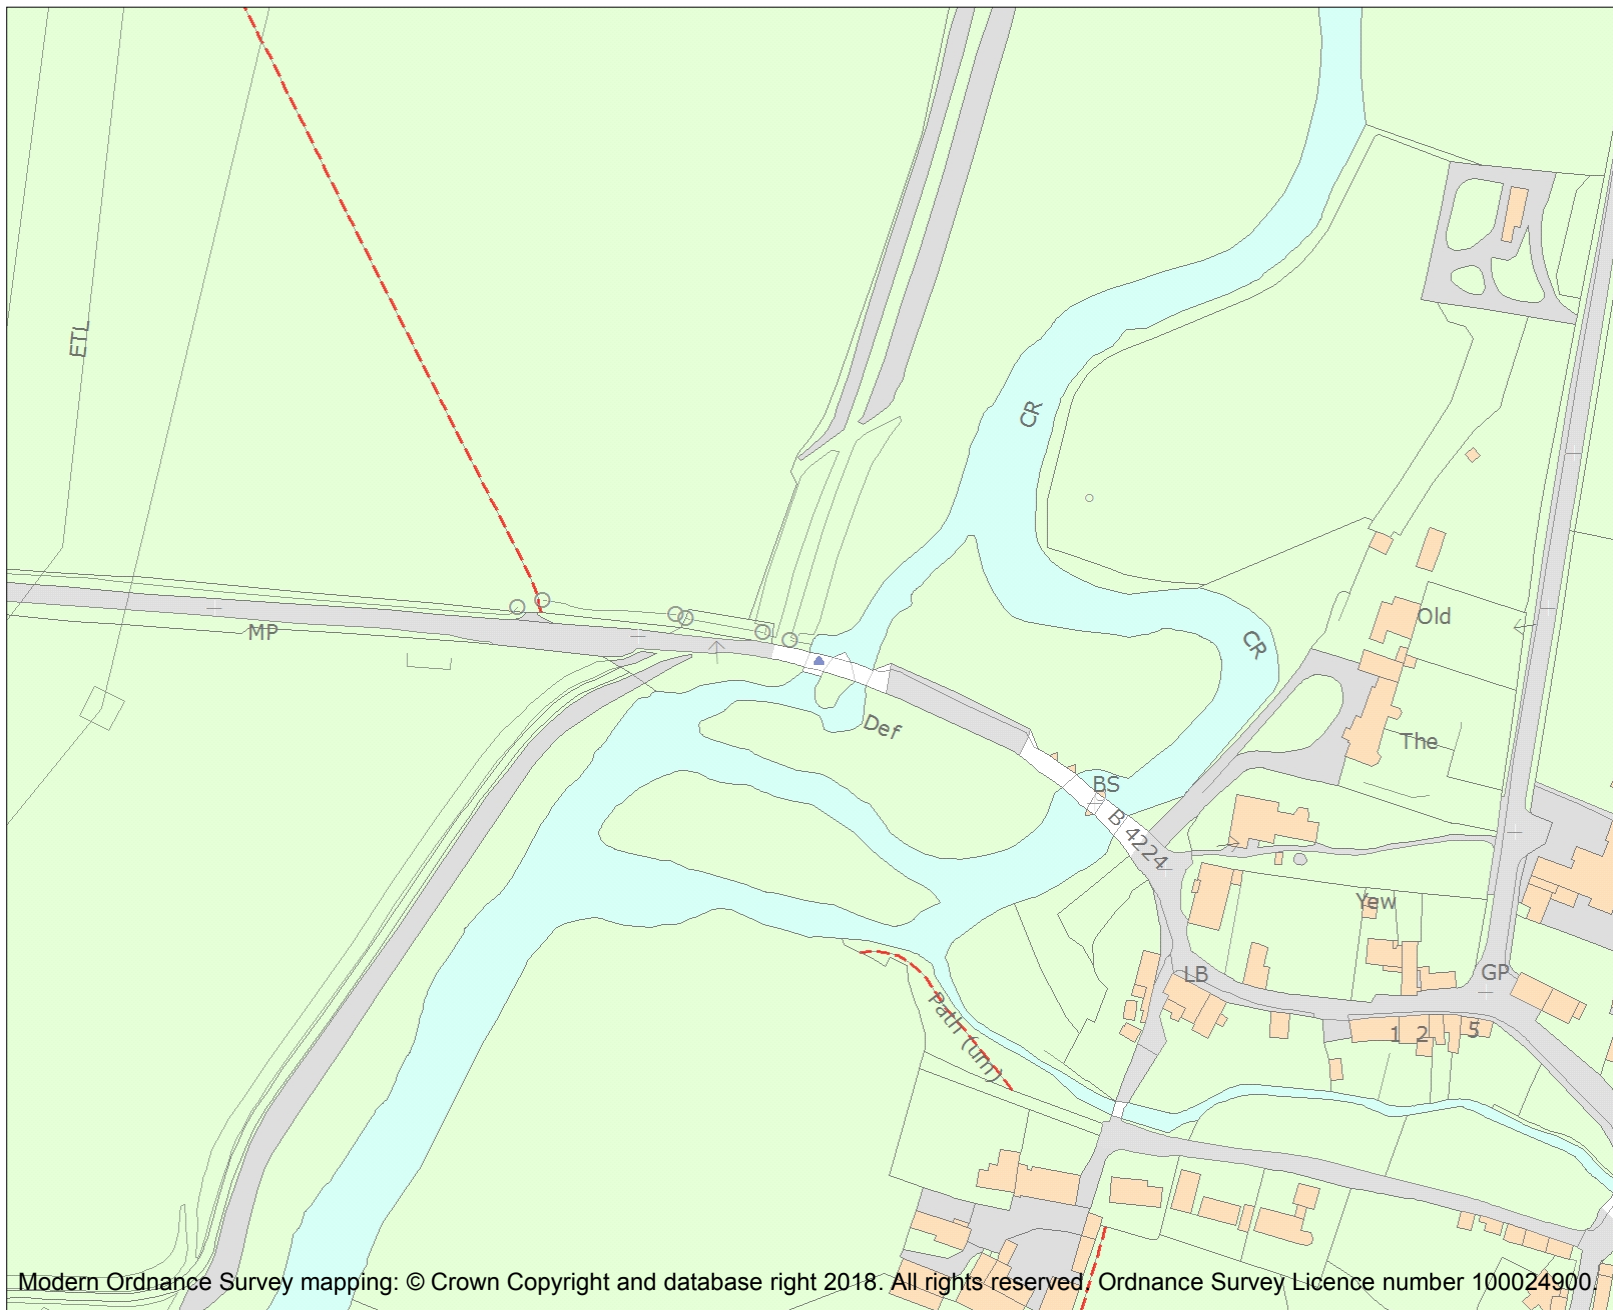 ETL
CR
MP
Old
CR
Def
The
BS
B 4224
Yew
LB
GP
Path (um)
1 2 5
Modern Ordnance Survey mapping: © Crown Copyright and database right 2018. All rights reserved. Ordnance Survey Licence number 100024900.